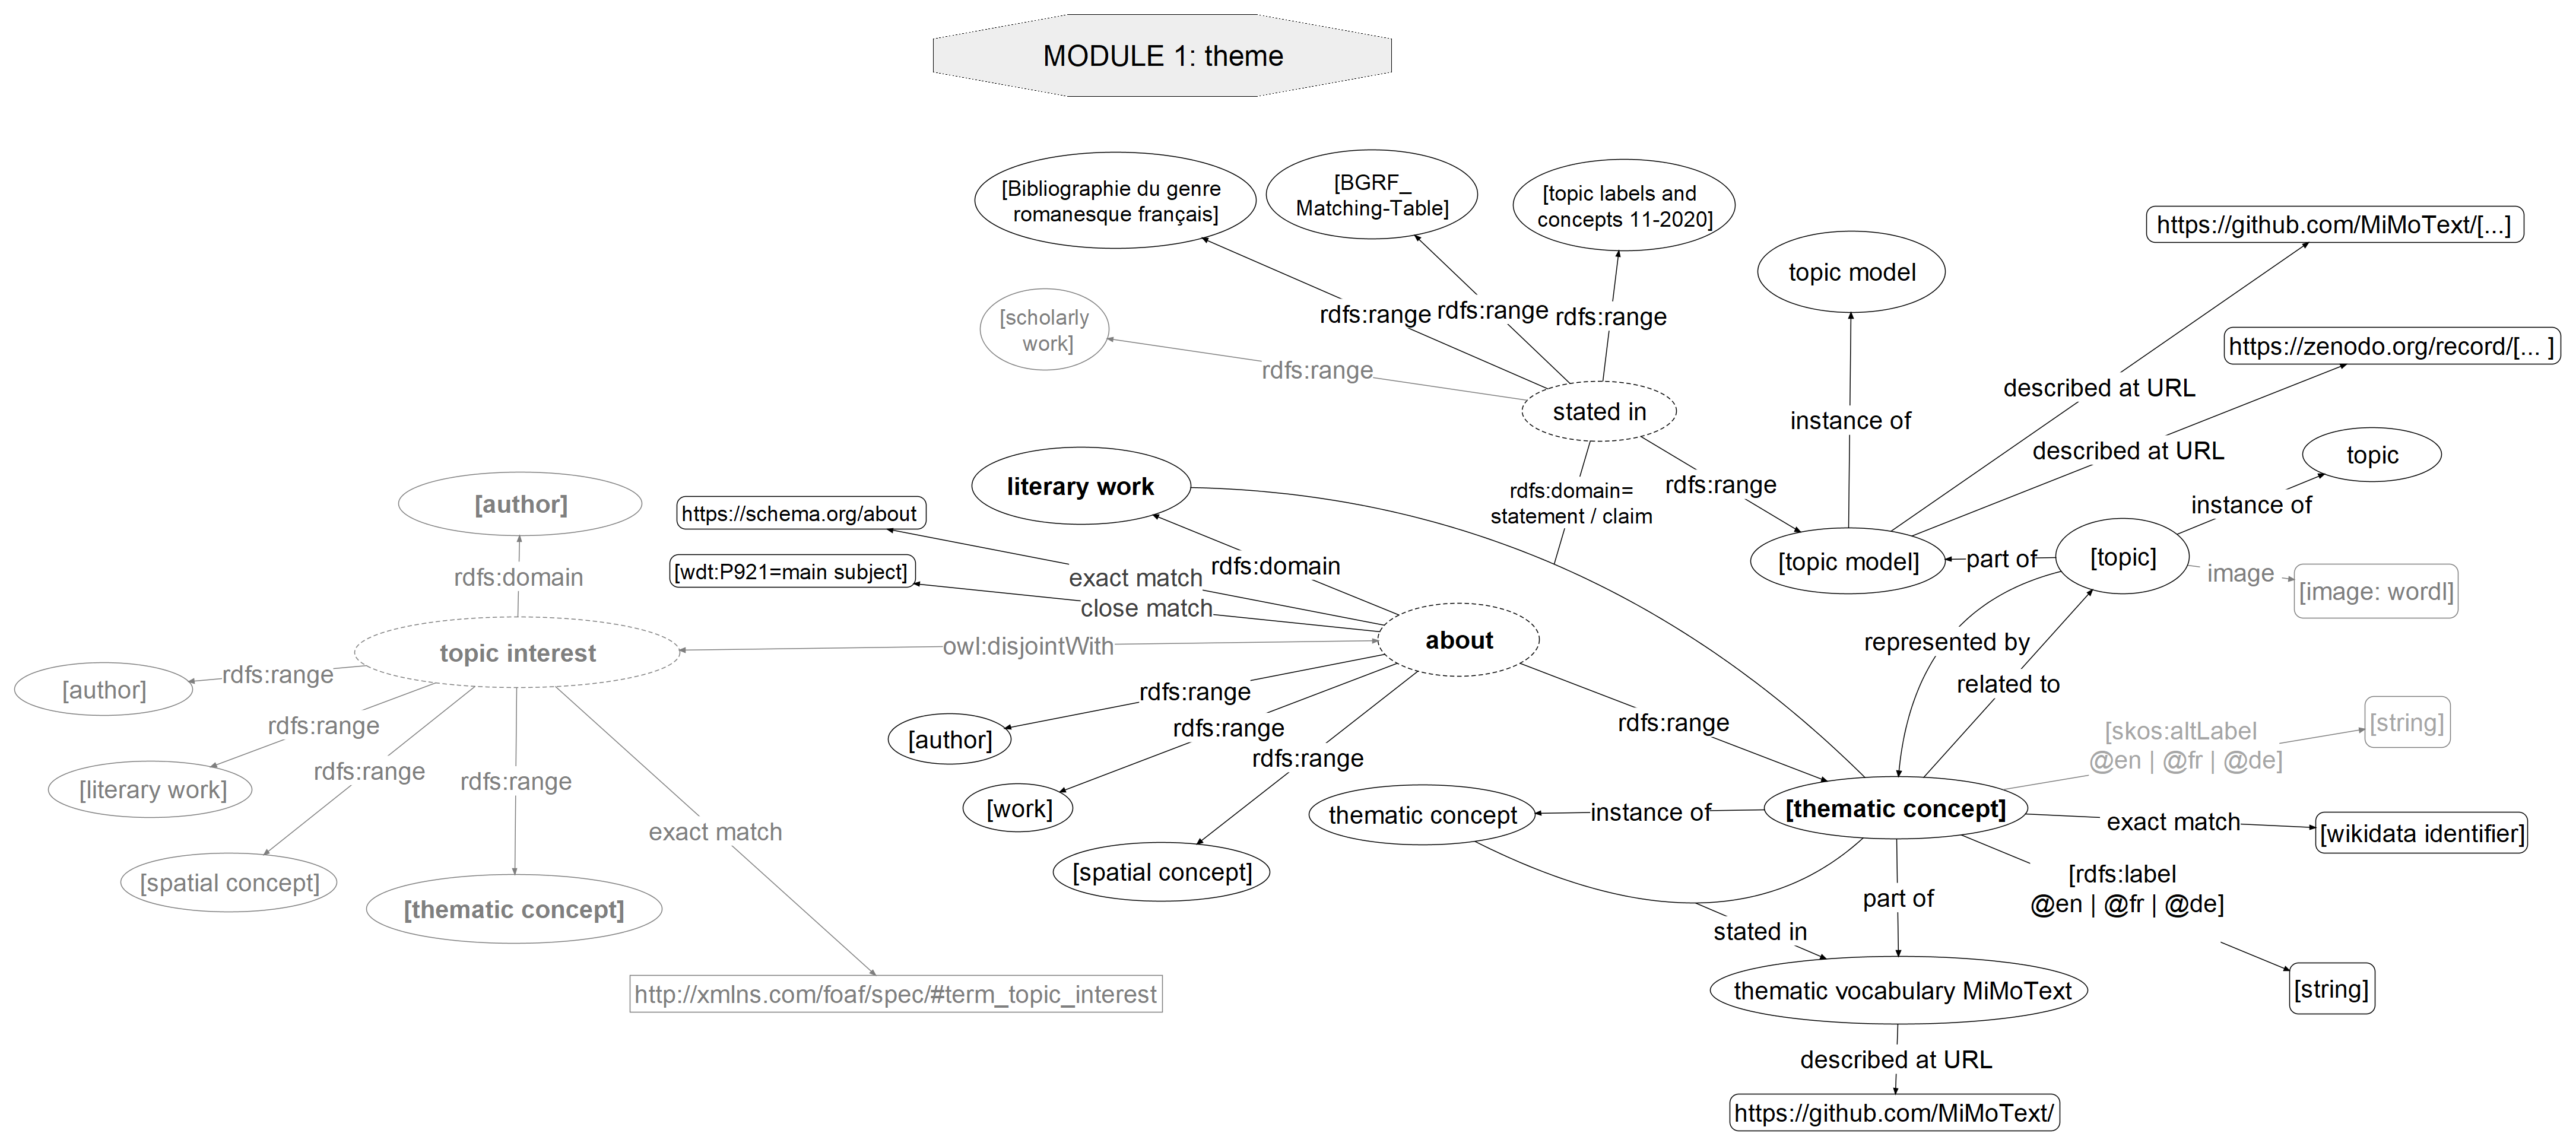 MODULE 1: theme
[Bibliographie du genre
romanesque français]
[BGRF_
Matching-Table]
[topic labels and
concepts 11-2020]
topic model
https://github.com/MiMoText/[...]
[scholarly
work]
rdfs:range
rdfs:range
rdfs:range
rdfs:range
https://zenodo.org/record/[... ]
described at URL
stated in
instance of
described at URL
topic
literary work
rdfs:domain=
statement / claim
rdfs:range
instance of
[author]
https://schema.org/about
[wdt:P921=main subject]
rdfs:domain
exact match
close match
rdfs:domain
[topic model]
part of
[topic]
image
[image: wordl]
topic interest
owl:disjointWith
about
represented by
related to
rdfs:range
[author]
rdfs:range
[literary work]
rdfs:range
[spatial concept]
rdfs:range
[thematic concept]
exact match
http://xmlns.com/foaf/spec/#term_topic_interest
rdfs:range
[author]
rdfs:range
[work]
rdfs:range
[spatial concept]
rdfs:range
[skos:altLabel
@en | @fr | @de]
[string]
thematic concept
instance of
[thematic concept]
exact match
[wikidata identifier]
[rdfs:label
@en | @fr | @de]
[string]
part of
stated in
thematic vocabulary MiMoText
described at URL
https://github.com/MiMoText/